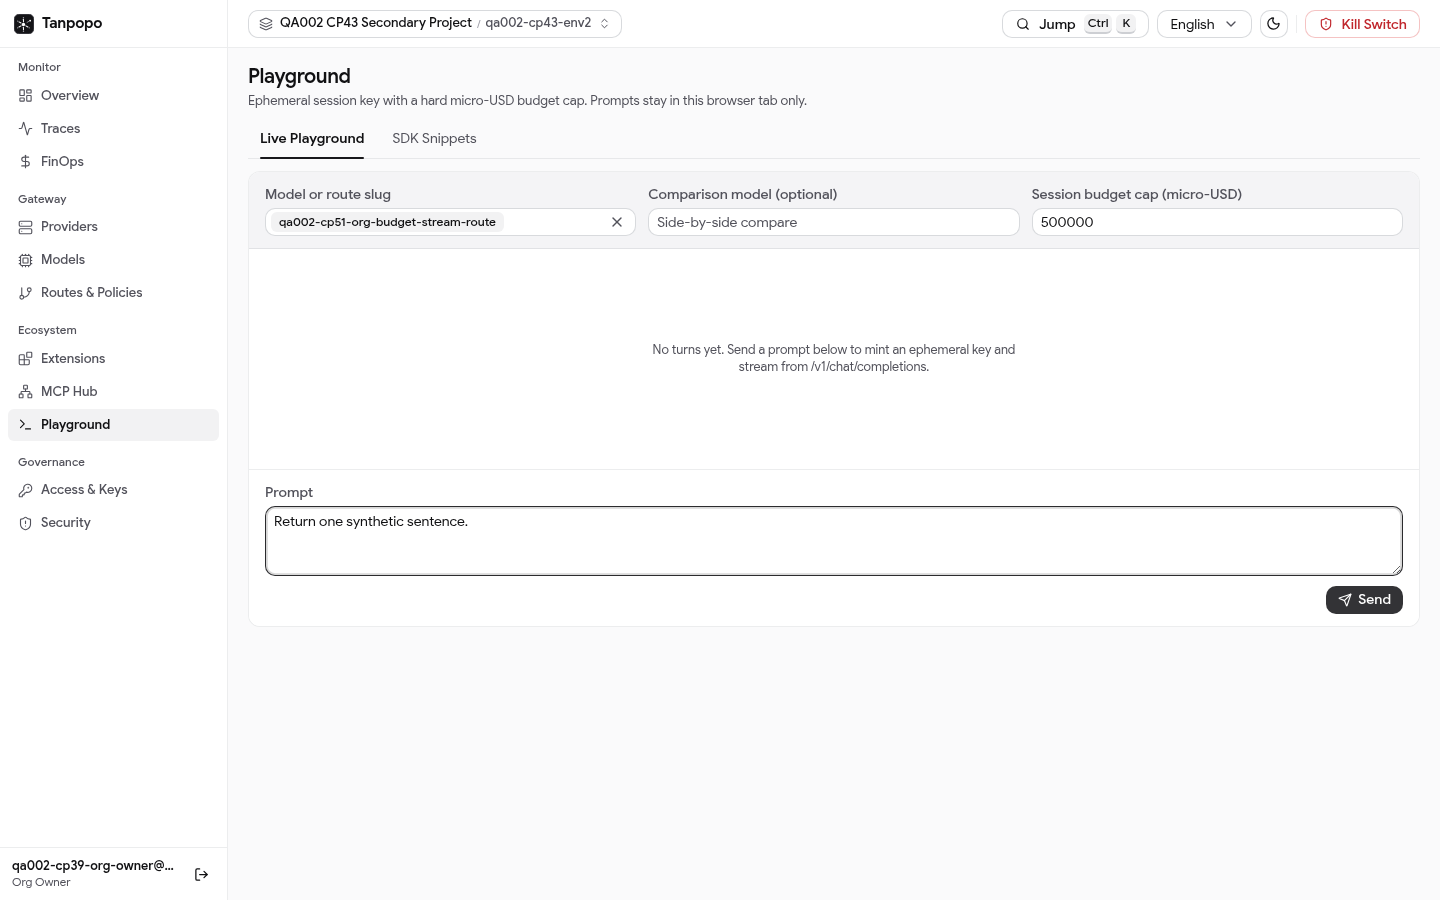 Tanpopo
QA002 CP43 Secondary Project / qa002-cp43-env2
Jump Ctrl K
English
Kill Switch
Monitor
Overview
Traces
FinOps
Gateway
Providers
Models
Routes & Policies
Ecosystem
Extensions
MCP Hub
Playground
Governance
Access & Keys
Security
qa002-cp39-org-owner@...
Org Owner
Playground
Ephemeral session key with a hard micro-USD budget cap. Prompts stay in this browser tab only.
Live Playground
SDK Snippets
Model or route slug
qa002-cp51-org-budget-stream-route
Comparison model (optional)
Side-by-side compare
Session budget cap (micro-USD)
500000
No turns yet. Send a prompt below to mint an ephemeral key and
stream from /v1/chat/completions.
Prompt
Return one synthetic sentence.
Send